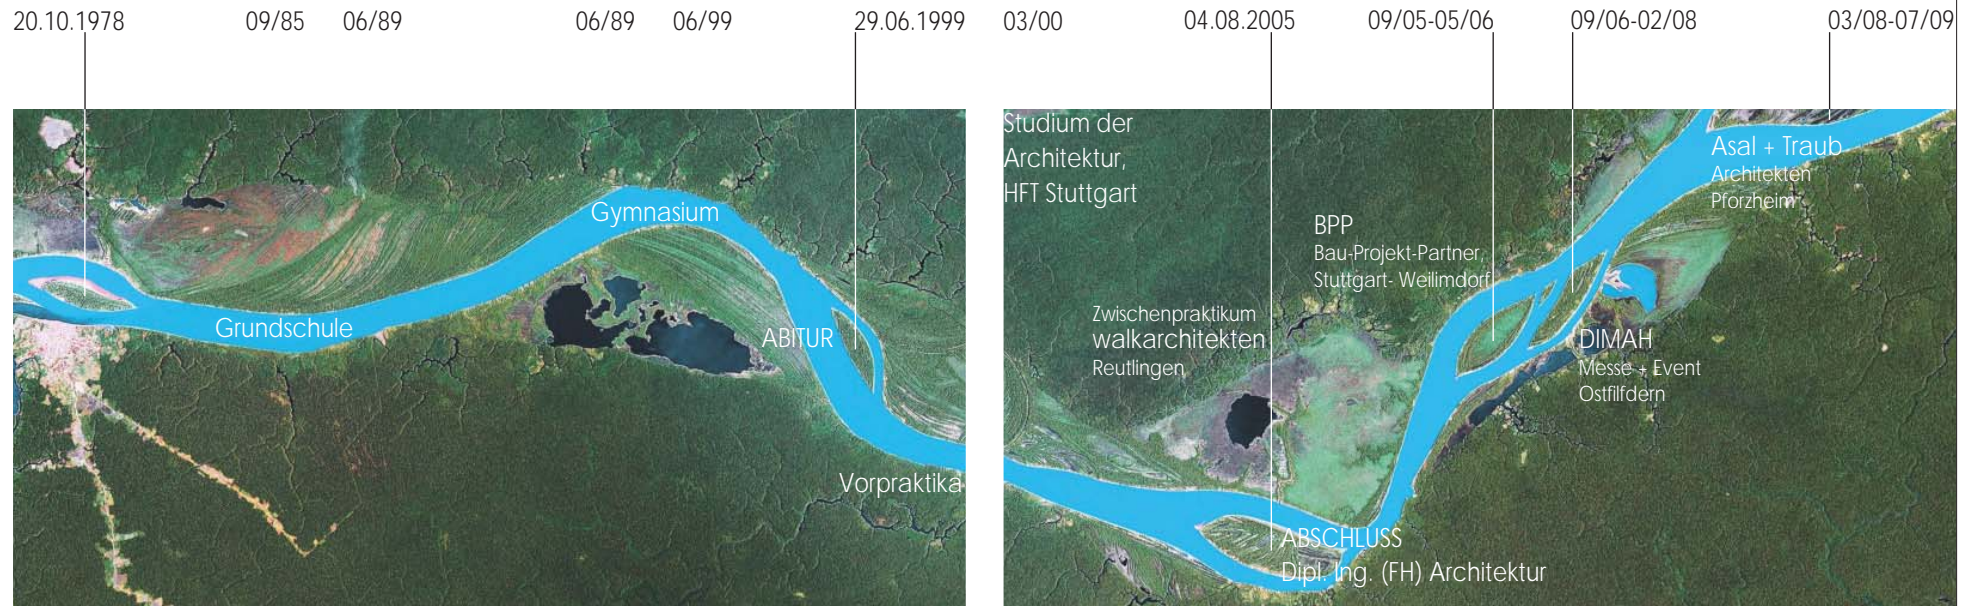 20.10.1978 09/85 06/89 06/89 06/99 29.06.1999 03/00 04.08.2005 09/05-05/06 09/06-02/08 03/08-07/09
Gymnasium
Grundschule
ABITUR
Vorpraktika
Studium der
Architektur,
HFT Stuttgart
Zwischenpraktikum
walkarchitekten
Reutlingen
ABSCHLUSS
Dipl. Ing. (FH) Architektur
BPP
Bau-Projekt-Partner,
Stuttgart- Weilimdorf
DIMAH
Messe + Event
Ostfilfdern
Asal + Traub
Architekten
Pforzheim